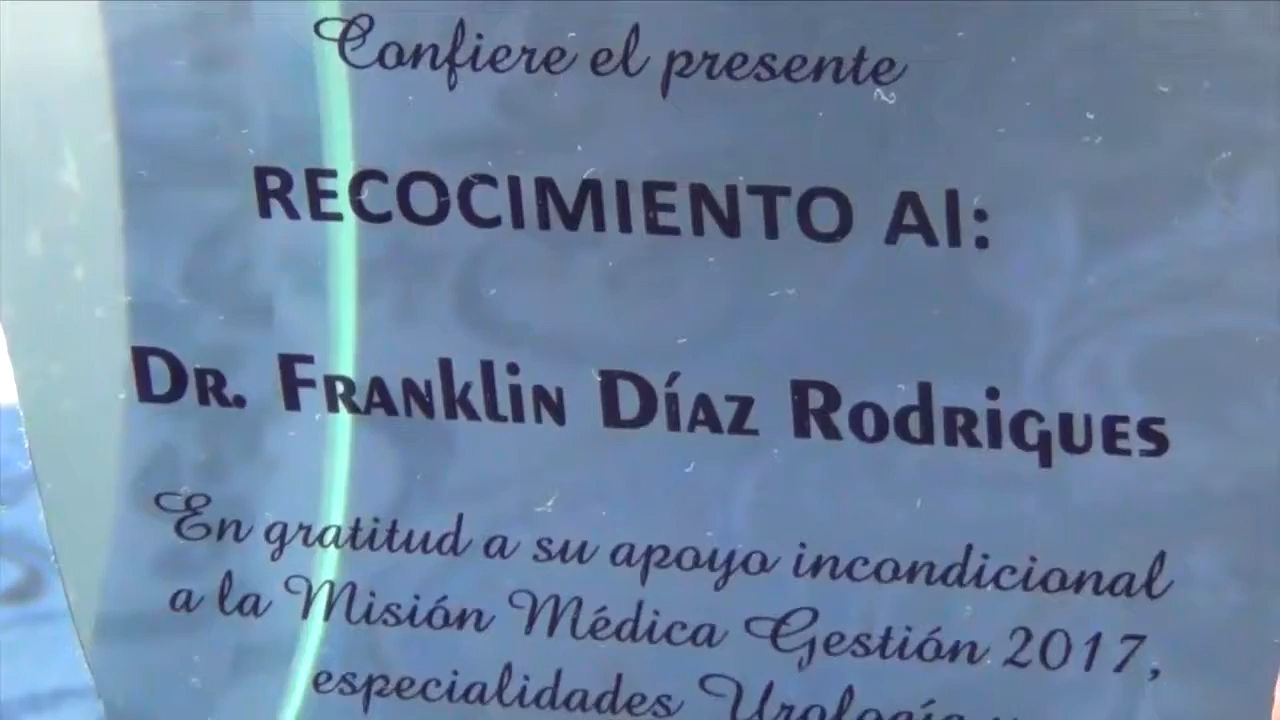 Confiere el presente
RECOCIMIENTO Al:
DR. FRANklin Díaz Rodrigues
En gratitud a su apoyo incondicional
a la Misión Médica Gestión 2017,
especialidades Urología y